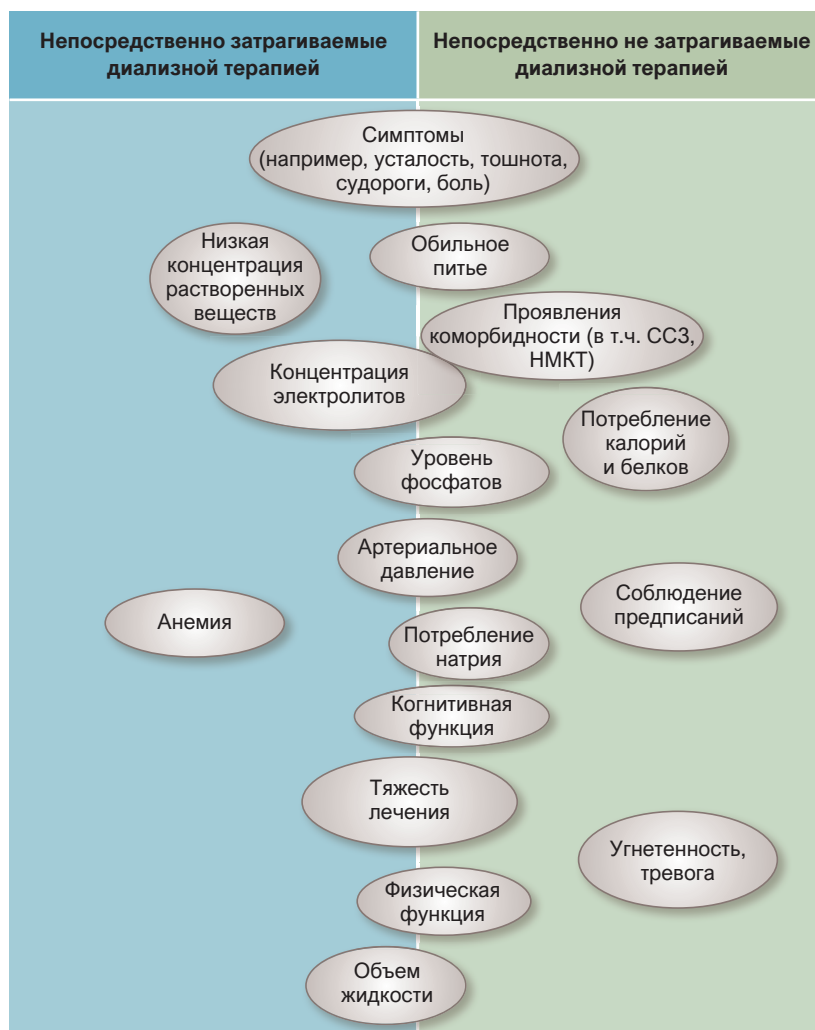 Непосредственно затрагиваемые
диализной терапией
Непосредственно не затрагиваемые
диализной терапией
Симптомы
(например, усталость, тошнота,
судороги, боль)
Низкая
концентрация
растворенных
веществ
Обильное
питье
Проявления
коморбидности (в т.ч. ССЗ,
НМКТ)
Концентрация
электролитов
Потребление
калорий
и белков
Уровень
фосфатов
Артериальное
давление
Анемия
Соблюдение
предписаний
Потребление
натрия
Когнитивная
функция
Тяжесть
лечения
Угнетенность,
тревога
Физическая
функция
Объем
жидкости